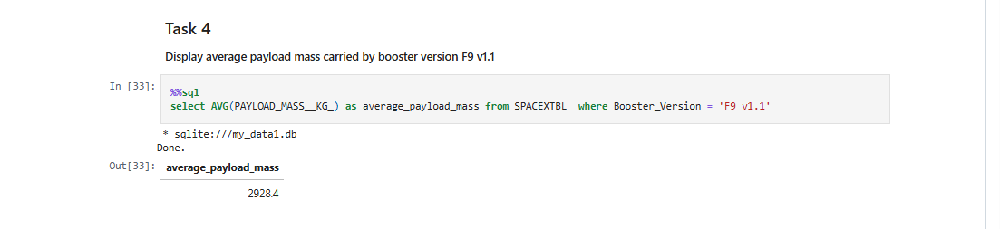 Task 4
Display average payload mass carried by booster version F9 v1.1
In [33]:
%%sql
select AVG(PAYLOAD_MASS__KG_) as average_payload_mass from SPACEXTBL  where Booster_Version = 'F9 v1.1'
* sqlite:///my_data1.db
Done.
Out[33]:
average_payload_mass
2928.4